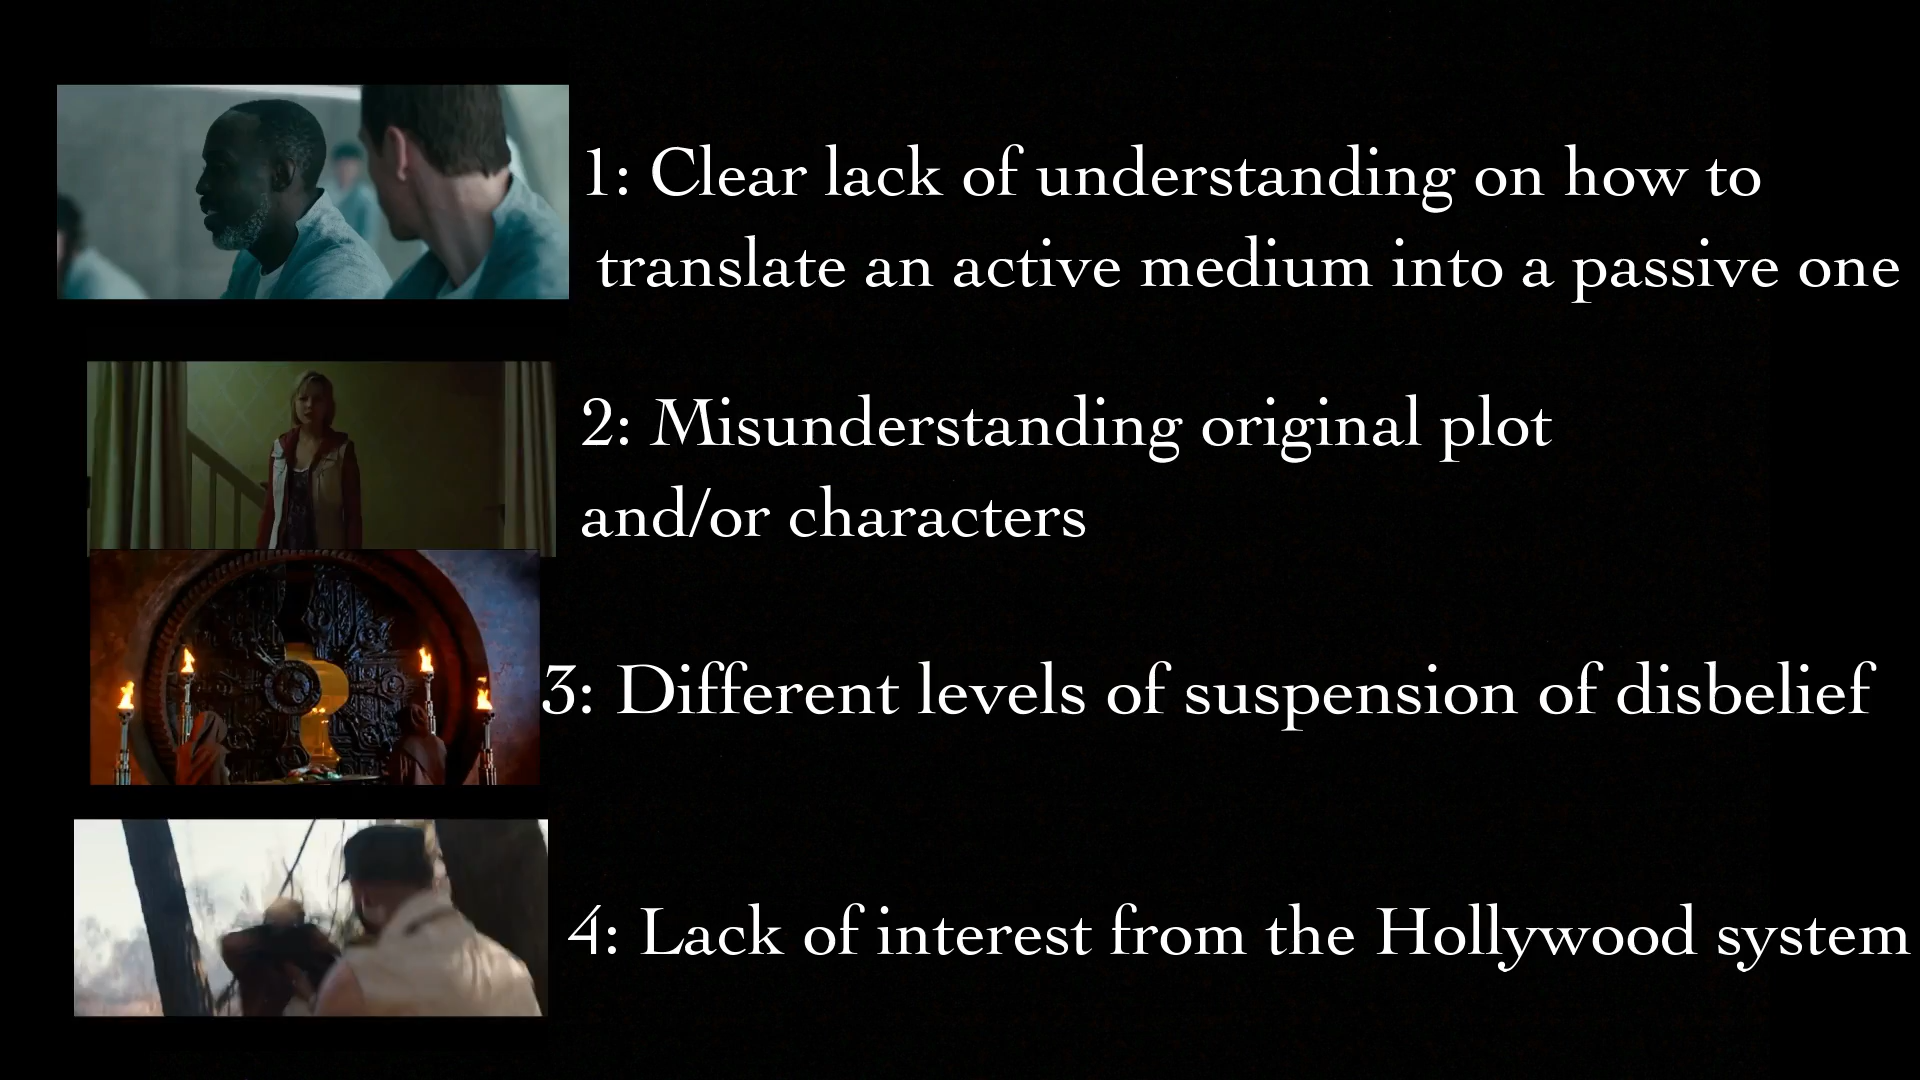 1: Clear lack of understanding on how to
translate an active medium into a passive one
2: Misunderstanding original plot
and/or characters
3: Different levels of suspension of disbelief
4: Lack of interest from the Hollywood system